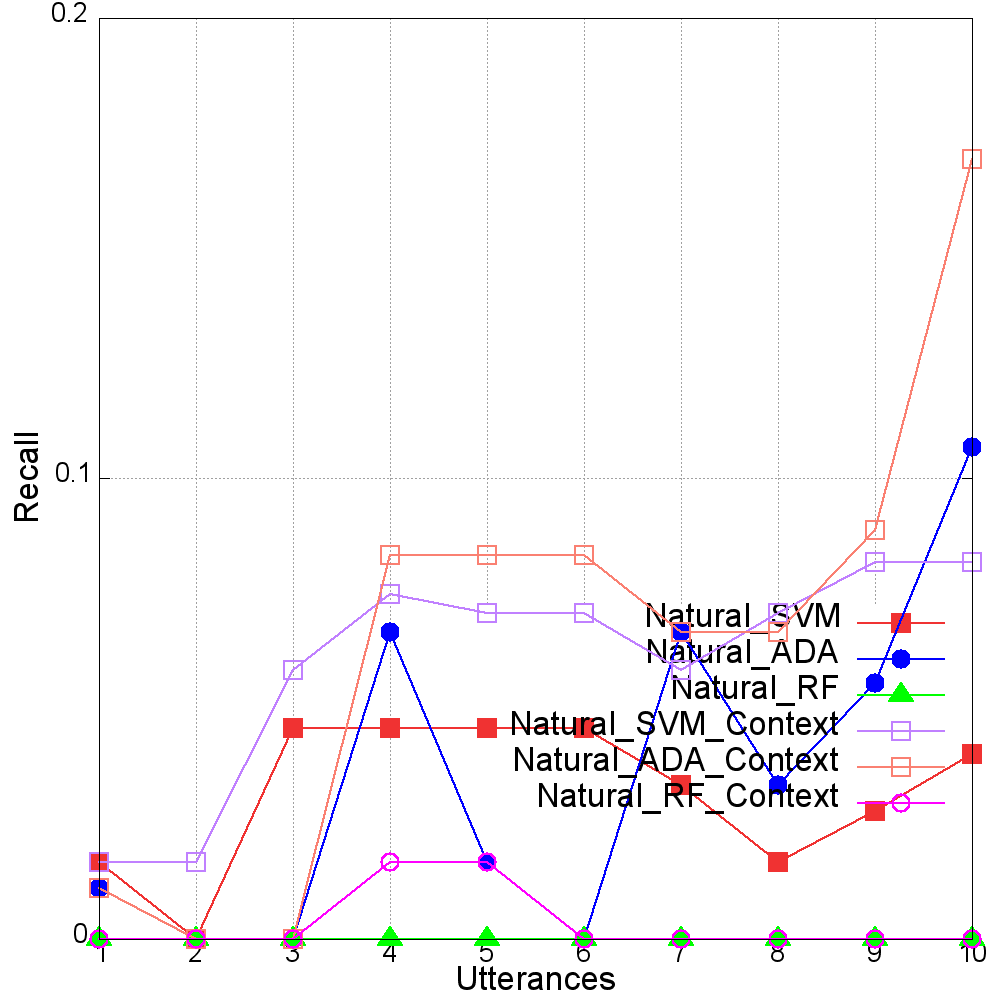 0.2
0.1
0
Recall
Natural_SVM
Natural_ADA
Natural_RF
Natural_SVM_Context
Natural_ADA_Context
Natural_RF_Context
1 2 3 4 5 6 7 8 9 10
Utterances